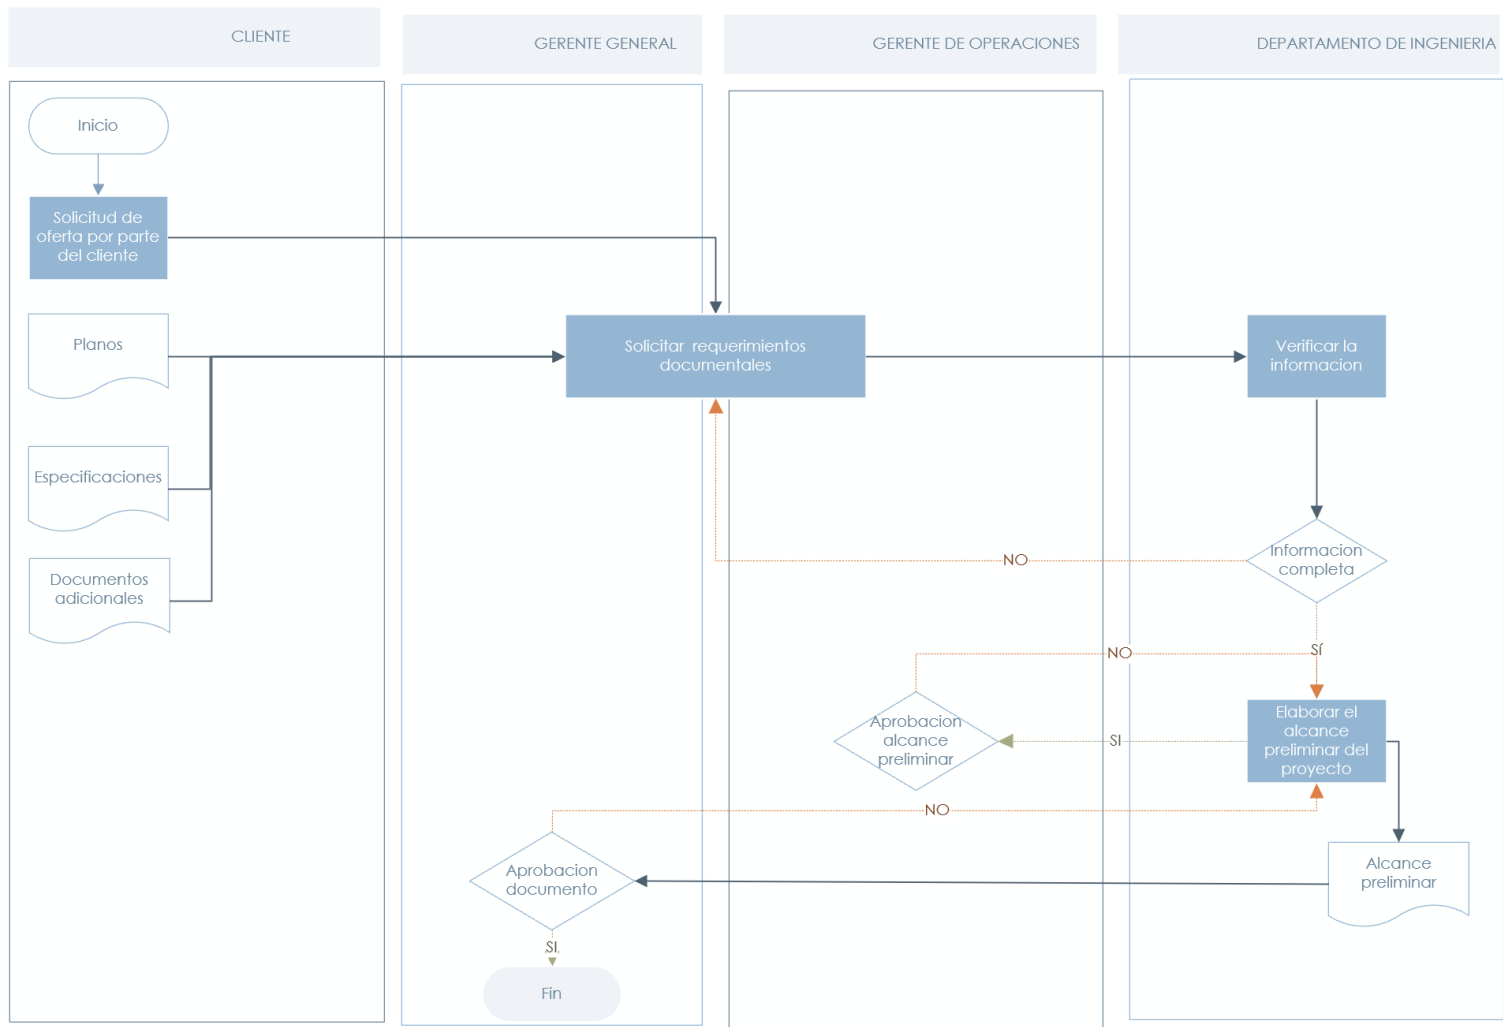 CLIENTE
GERENTE GENERAL
GERENTE DE OPERACIONES
DEPARTAMENTO DE INGENIERIA
Inicio
Solicitud de
oferta por parte
del cliente
Planos
Solicitar requerimientos
documentales
Verificar la
informacion
Especificaciones
Informacion
completa
NO
Documentos
adicionales
SÍ
NO
Aprobacion
alcance
preliminar
SI
Elaborar el
alcance
preliminar del
proyecto
NO
Aprobacion
documento
Alcance
preliminar
SI
Fin